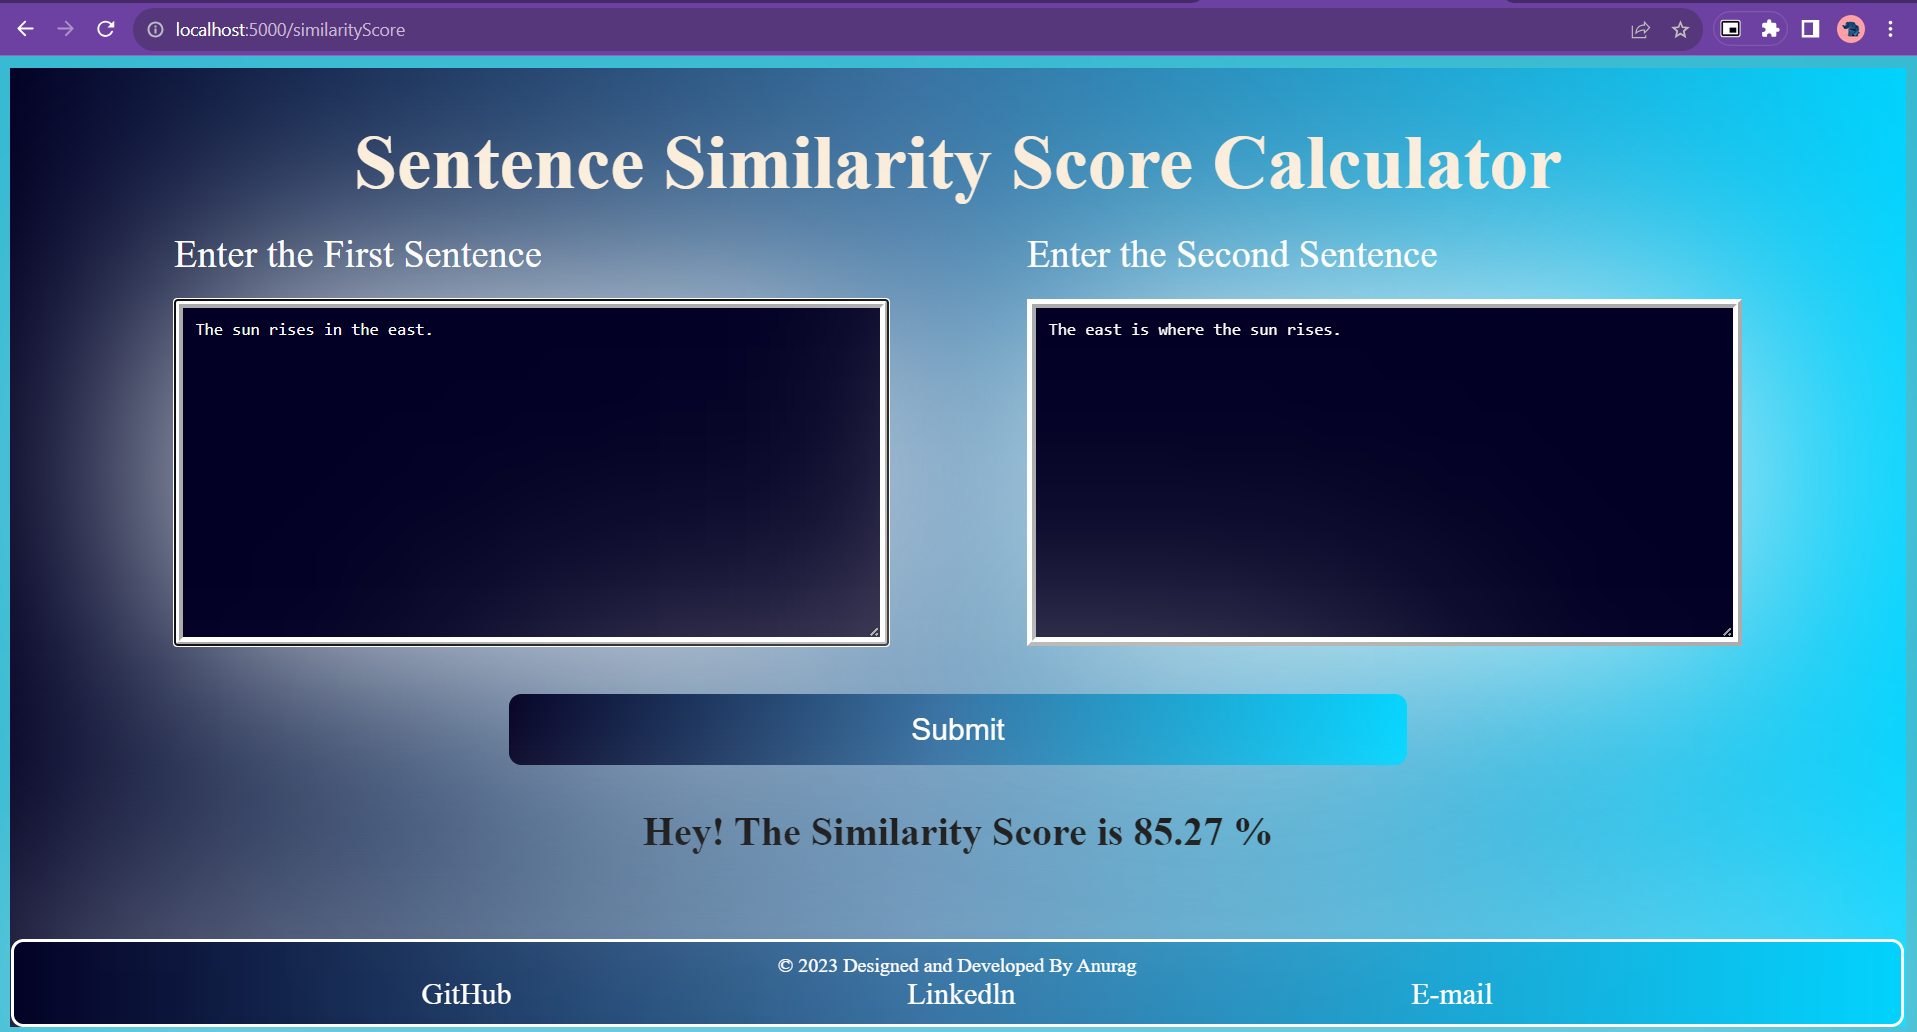 localhost:5000/similarityScore
Sentence Similarity Score Calculator
Enter the First Sentence
Enter the Second Sentence
The sun rises in the east.
The east is where the sun rises.
Submit
Hey! The Similarity Score is 85.27 %
© 2023 Designed and Developed By Anurag
GitHub LinkedIn E-mail